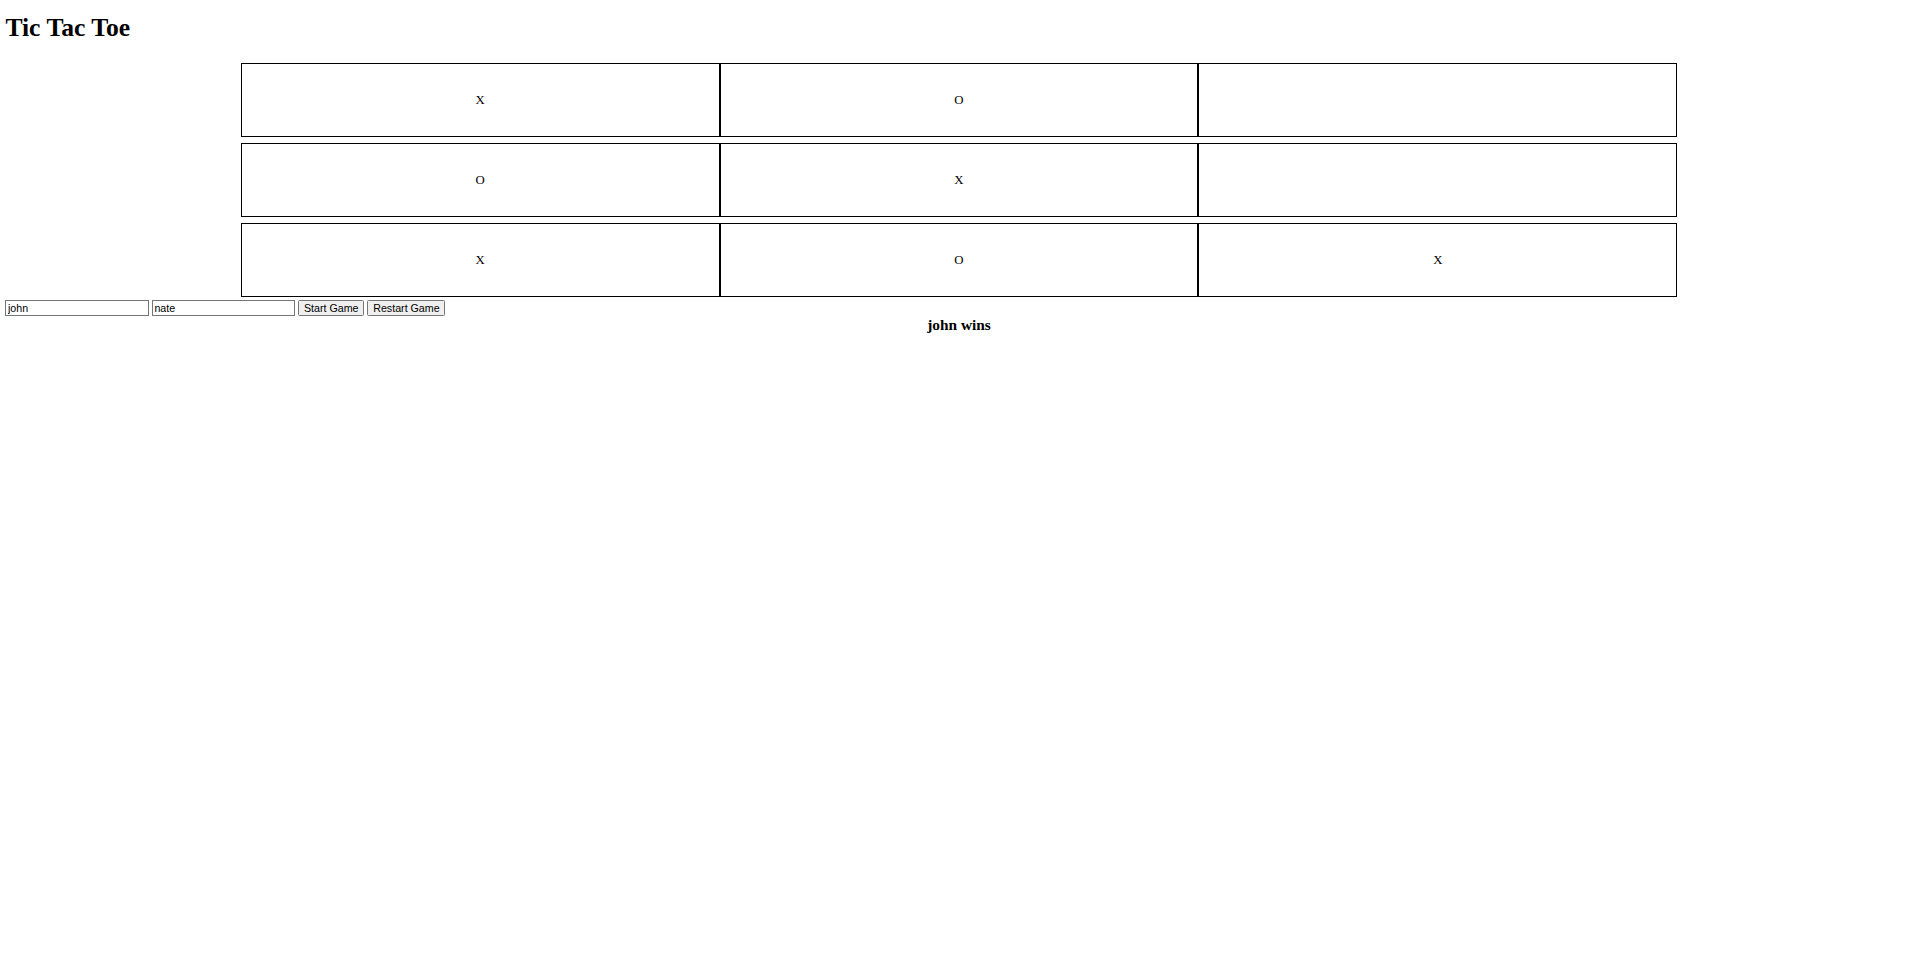 Tic Tac Toe
X O
O X
X O X
john nate Start Game Restart Game
john wins